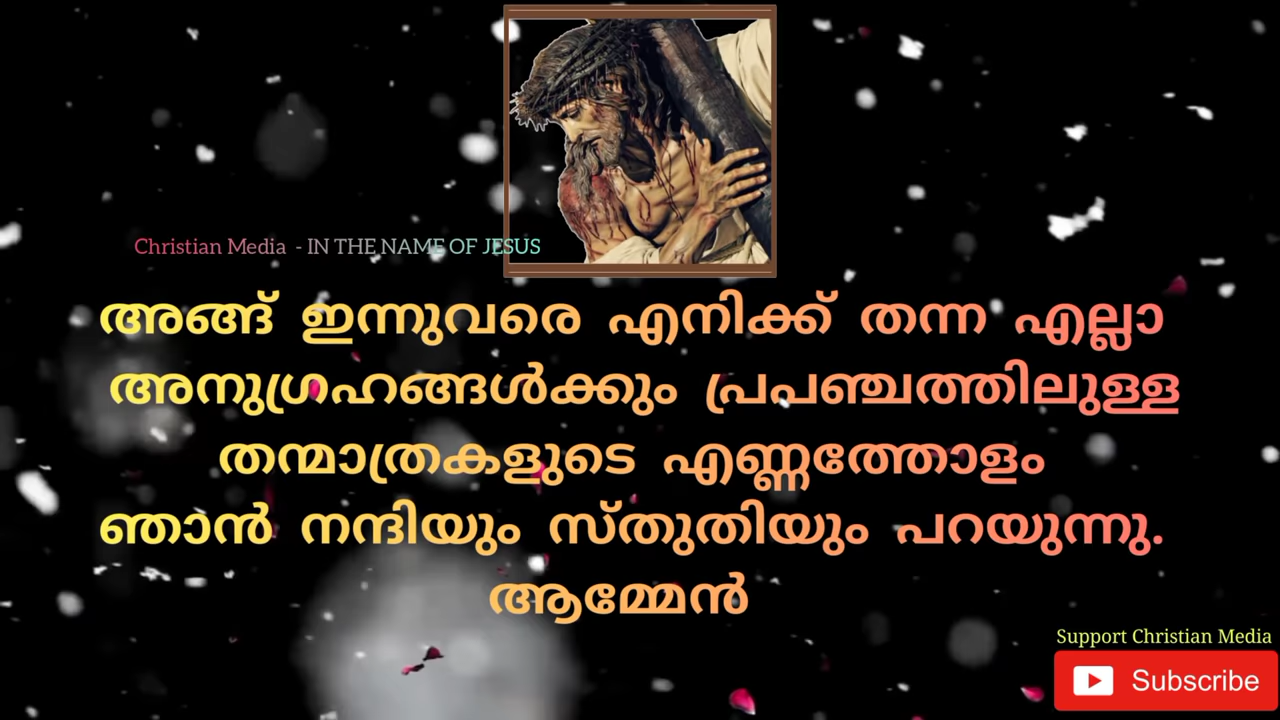 Christian Media - IN THE NAME OF JESUS
അങ്ങ് ഇന്നുവരെ എനിക്ക് തന്ന എല്ലാ
അനുഗ്രഹങ്ങൾക്കും പ്രപഞ്ചത്തിലുള്ള
തന്മാത്രകളുടെ എണ്ണത്തോളം
ഞാൻ നന്ദിയും സ്തുതിയും പറയുന്നു.
ആമ്മേൻ
Support Christian Media
Subscribe